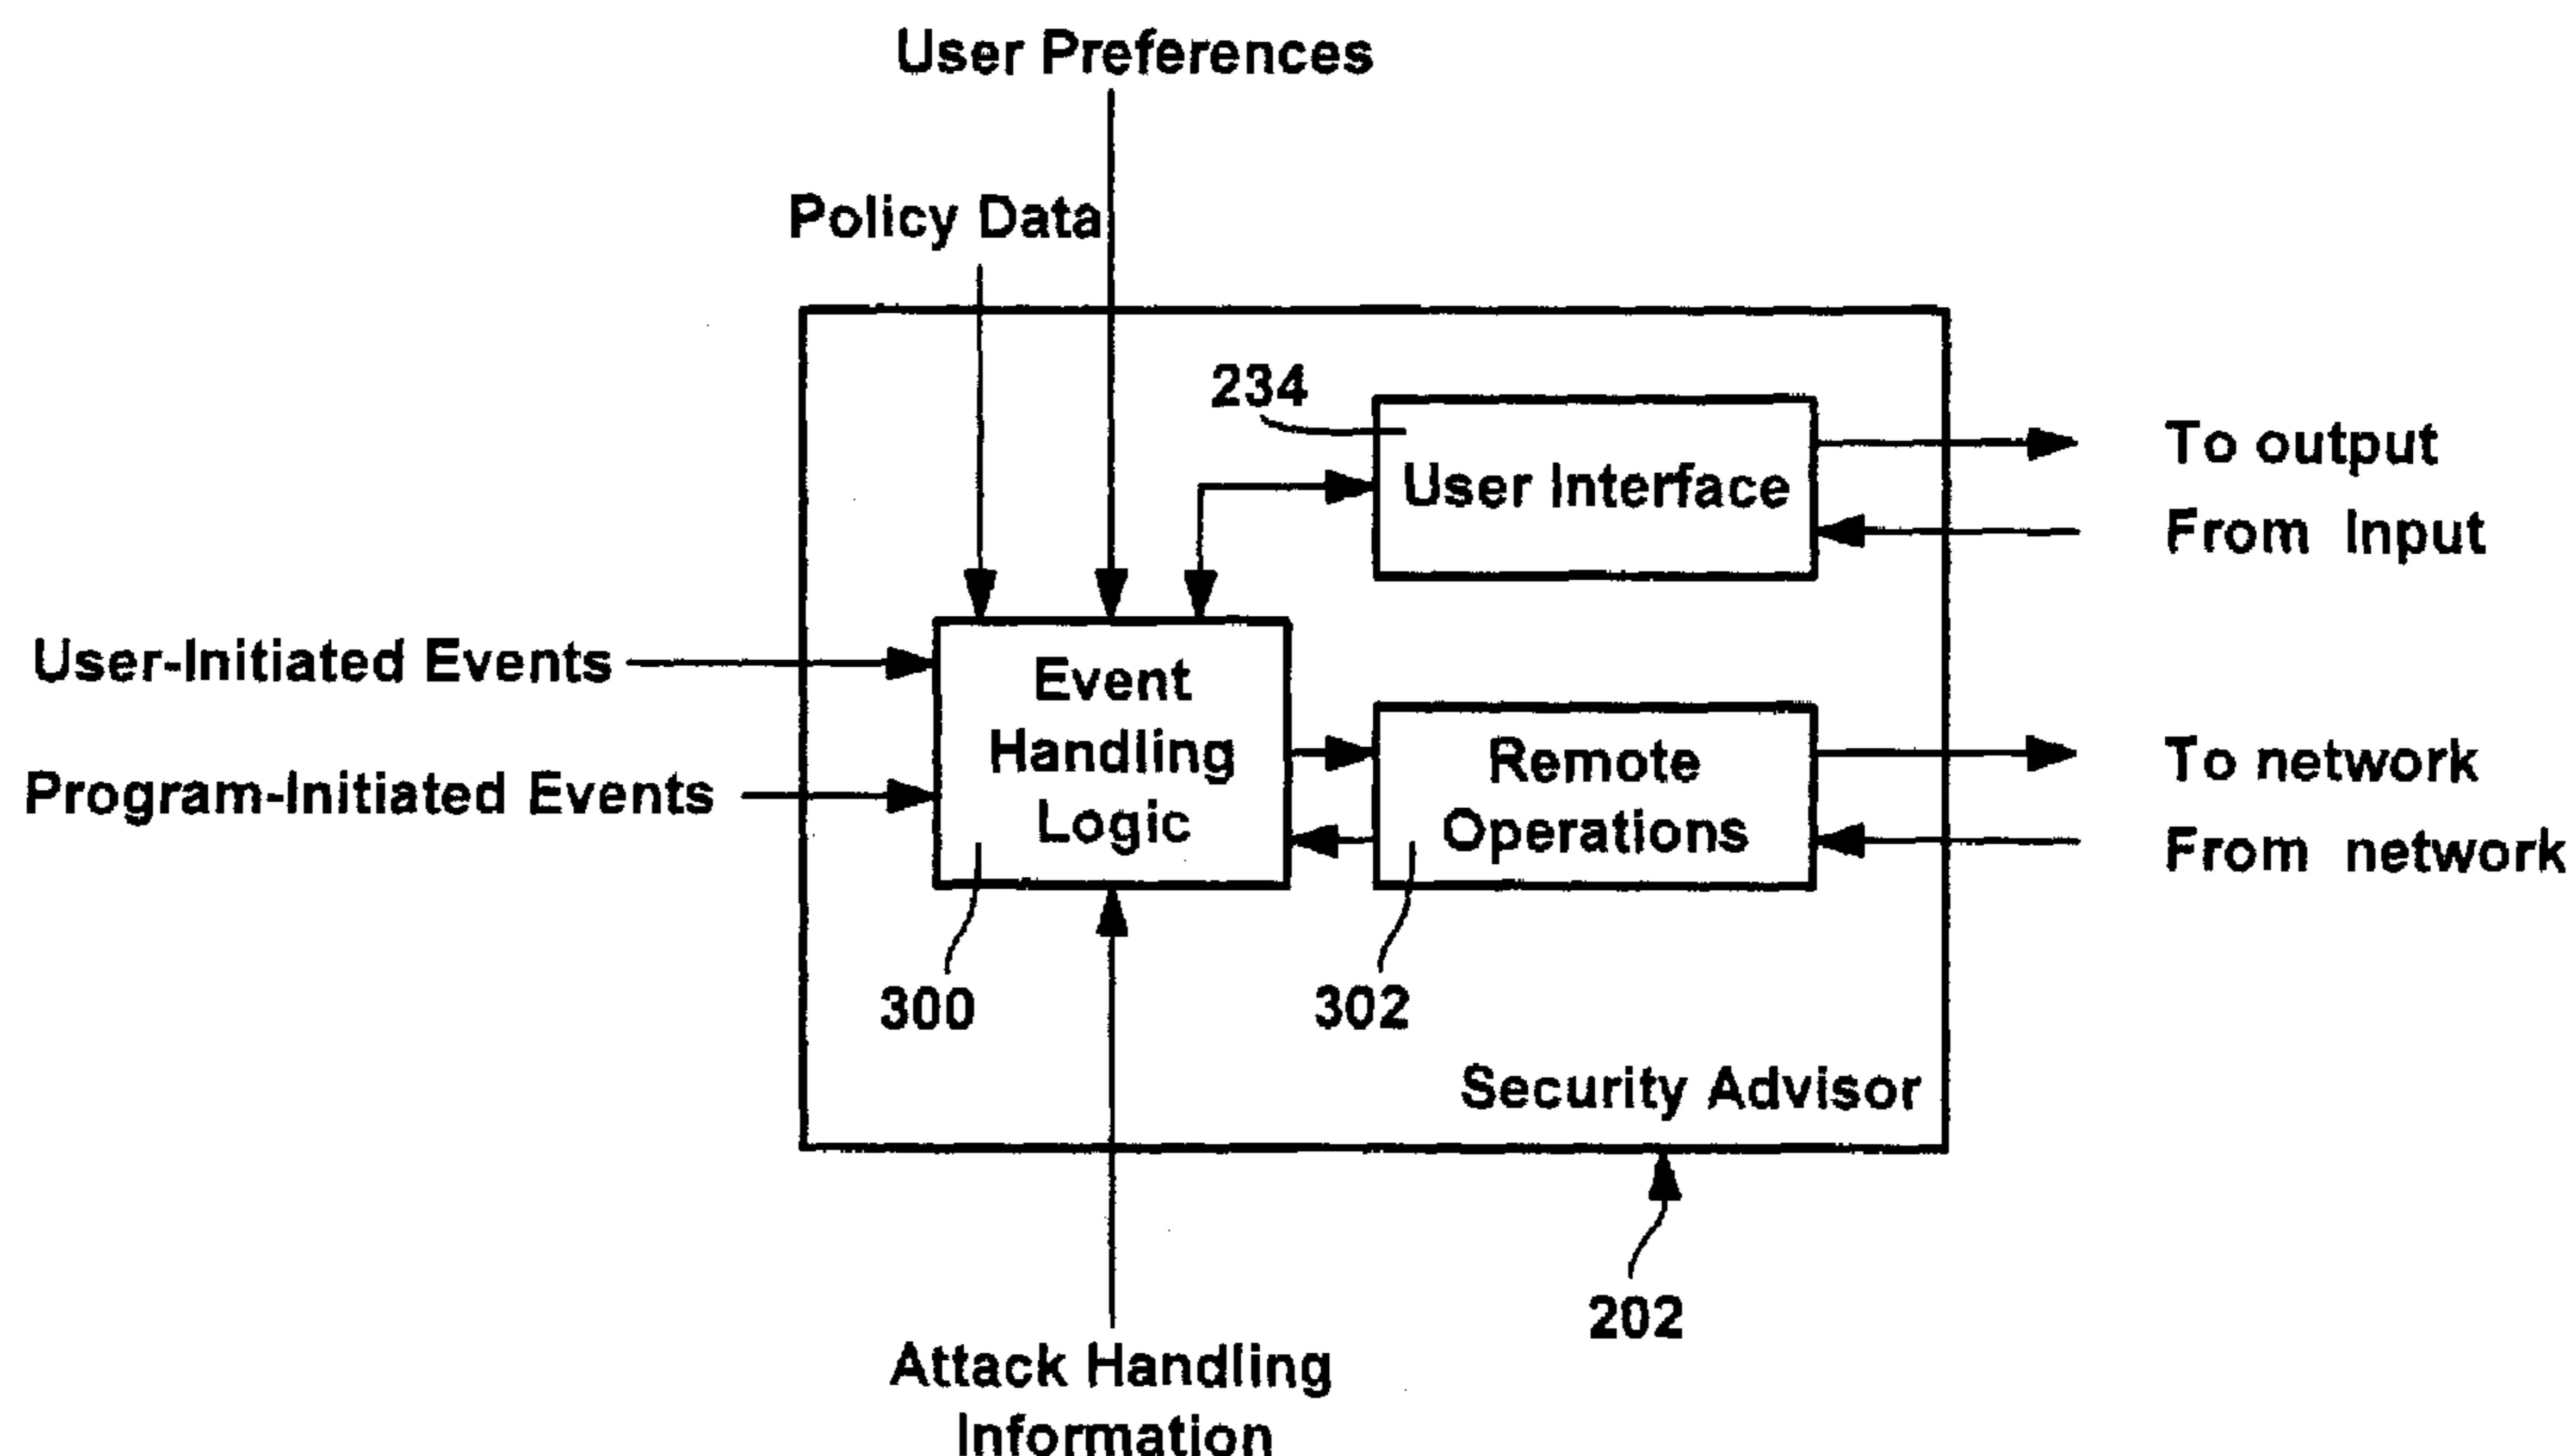 User Preferences
Policy Data
234
User Interface
To output
From Input
User-Initiated Events
Program-Initiated Events
Event
Handling
Logic
Remote
Operations
To network
From network
300
302
Security Advisor
202
Attack Handling
Information